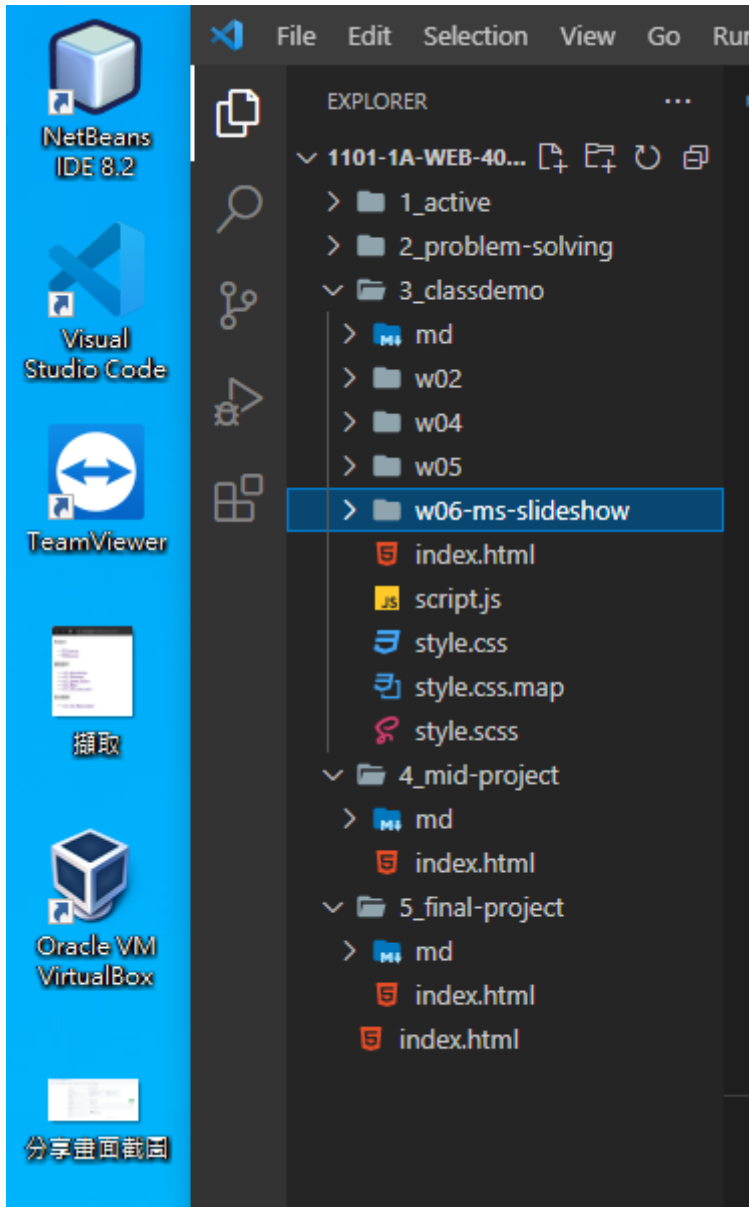 NetBeans
IDE 8.2
Visual
Studio Code
TeamViewer
擷取
Oracle VM
VirtualBox
分享畫面截圖
File Edit Selection View Go Run
EXPLORER
1101-1A-WEB-40...
1_active
2_problem-solving
3_classdemo
md
w02
w04
w05
w06-ms-slideshow
index.html
JS script.js
style.css
style.css.map
style.scss
4_mid-project
md
index.html
5_final-project
md
index.html
index.html